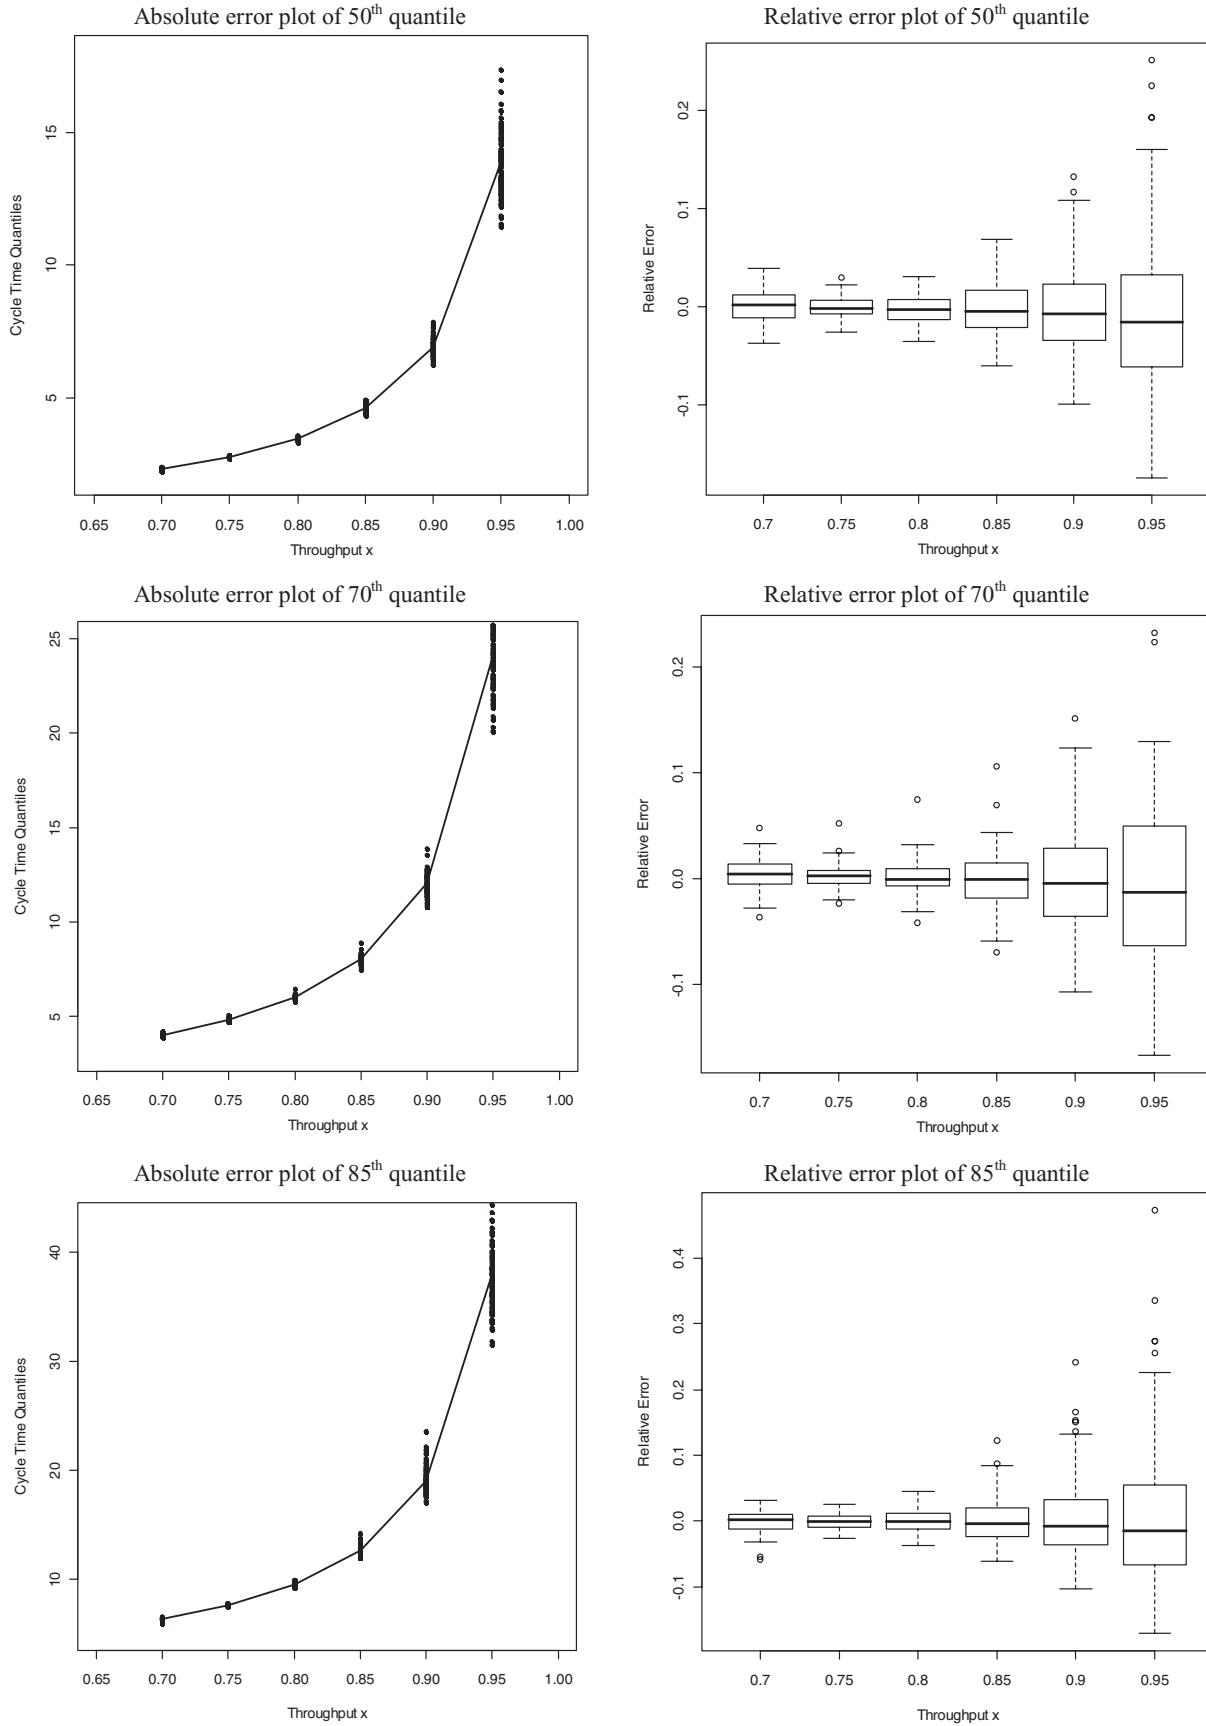 Absolute error plot of 50th quantile
Cycle Time Quantiles
15
10
5
0.65 0.70 0.75 0.80 0.85 0.90 0.95 1.00
Throughput x
Relative error plot of 50th quantile
Relative Error
0.2
0.1
0.0
-0.1
0.7 0.75 0.8 0.85 0.9 0.95
Throughput x
Absolute error plot of 70th quantile
Cycle Time Quantiles
25
20
15
10
5
0.65 0.70 0.75 0.80 0.85 0.90 0.95 1.00
Throughput x
Relative error plot of 70th quantile
Relative Error
0.2
0.1
0.0
-0.1
0.7 0.75 0.8 0.85 0.9 0.95
Throughput x
Absolute error plot of 85th quantile
Cycle Time Quantiles
40
30
20
10
0.65 0.70 0.75 0.80 0.85 0.90 0.95 1.00
Throughput x
Relative error plot of 85th quantile
Relative Error
0.4
0.3
0.2
0.1
0.0
-0.1
0.7 0.75 0.8 0.85 0.9 0.95
Throughput x